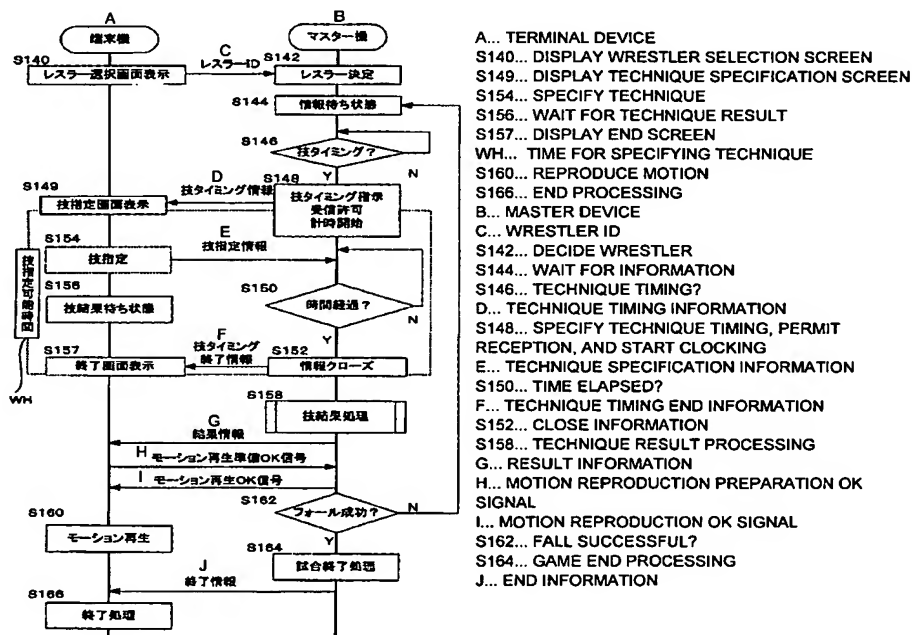 A
端末機
B
マスター機
S140
レスラー選択画面表示
C
レスラーID
S142
レスラー決定
S144
情報待ち状態
S146
技タイミング？
Y
N
D
技タイミング情報
S148
技タイミング指示
受信許可
計時開始
S149
技指定画面表示
E
技指定情報
S154
技指定
S150
時間経過？
N
Y
S156
技結果待ち状態
技指定可能時間
F
技タイミング
終了情報
S152
情報クローズ
S157
終了画面表示
WH
S158
技結果処理
G
結果情報
H モーション再生準備OK信号
I モーション再生OK信号
S162
フォール成功？
N
Y
S160
モーション再生
S164
試合終了処理
J
終了情報
S166
終了処理
A... TERMINAL DEVICE
S140... DISPLAY WRESTLER SELECTION SCREEN
S149... DISPLAY TECHNIQUE SPECIFICATION SCREEN
S154... SPECIFY TECHNIQUE
S156... WAIT FOR TECHNIQUE RESULT
S157... DISPLAY END SCREEN
WH... TIME FOR SPECIFYING TECHNIQUE
S160... REPRODUCE MOTION
S166... END PROCESSING
B... MASTER DEVICE
C... WRESTLER ID
S142... DECIDE WRESTLER
S144... WAIT FOR INFORMATION
S146... TECHNIQUE TIMING?
D... TECHNIQUE TIMING INFORMATION
S148... SPECIFY TECHNIQUE TIMING, PERMIT
RECEPTION, AND START CLOCKING
E... TECHNIQUE SPECIFICATION INFORMATION
S150... TIME ELAPSED?
F... TECHNIQUE TIMING END INFORMATION
S152... CLOSE INFORMATION
S158... TECHNIQUE RESULT PROCESSING
G... RESULT INFORMATION
H... MOTION REPRODUCTION PREPARATION OK
SIGNAL
I... MOTION REPRODUCTION OK SIGNAL
S162... FALL SUCCESSFUL?
S164... GAME END PROCESSING
J... END INFORMATION